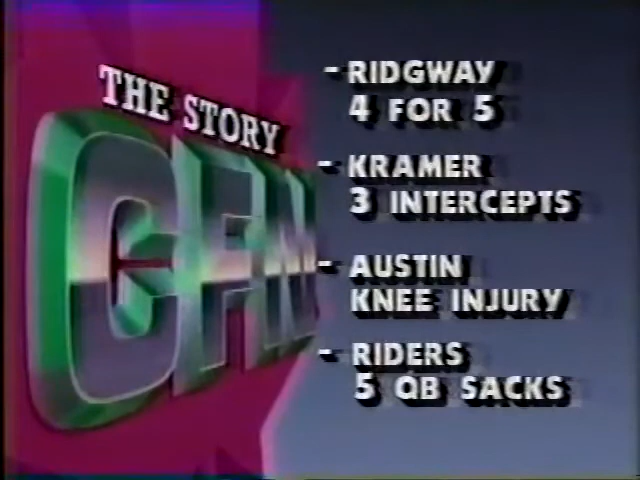 THE STORY
CFN
- RIDGWAY
4 FOR 5
- KRAMER
3 INTERCEPTS
- AUSTIN
KNEE INJURY
- RIDERS
5 QB SACKS